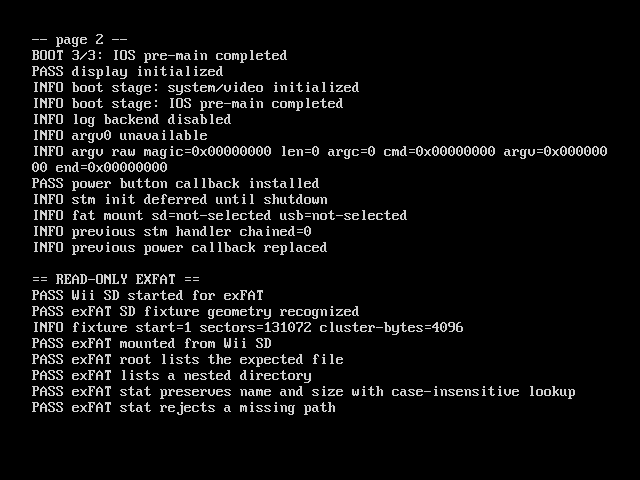 -- page 2 --
BOOT 3/3: IOS pre-main completed
PASS display initialized
INFO boot stage: system/video initialized
INFO boot stage: IOS pre-main completed
INFO log backend disabled
INFO argv0 unavailable
INFO argv raw magic=0x00000000 len=0 argc=0 cmd=0x00000000 argv=0x000000
00 end=0x00000000
PASS power button callback installed
INFO stm init deferred until shutdown
INFO fat mount sd=not-selected usb=not-selected
INFO previous stm handler chained=0
INFO previous power callback replaced
== READ-ONLY EXFAT ==
PASS Wii SD started for exFAT
PASS exFAT SD fixture geometry recognized
INFO fixture start=1 sectors=131072 cluster-bytes=4096
PASS exFAT mounted from Wii SD
PASS exFAT root lists the expected file
PASS exFAT lists a nested directory
PASS exFAT stat preserves name and size with case-insensitive lookup
PASS exFAT stat rejects a missing path